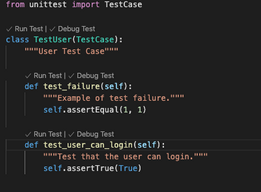 from unittest import TestCase
✓ Run Test | ✓ Debug Test
class TestUser(TestCase):
"""User Test Case"""
✓ Run Test | ✓ Debug Test
def test_failure(self):
"""Example of test failure."""
self.assertEqual(1, 1)
✓ Run Test | ✓ Debug Test
def test_user_can_login(self):
"""Test that the user can login."""
self.assertTrue(True)